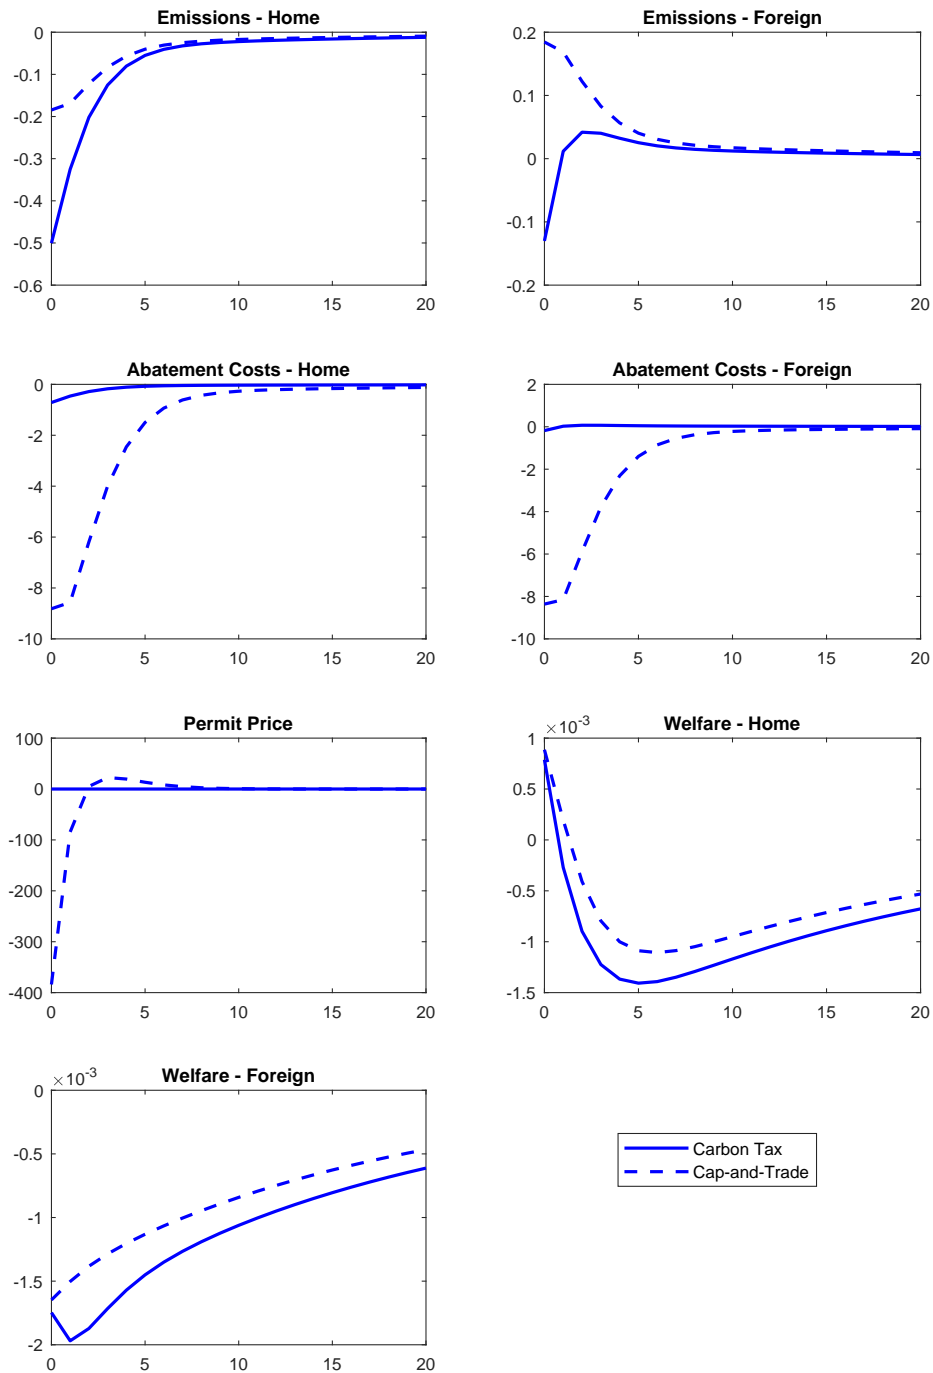 Emissions - Home
0
-0.1
-0.2
-0.3
-0.4
-0.5
-0.6
0 5 10 15 20
Emissions - Foreign
0.2
0.1
0
-0.1
-0.2
0 5 10 15 20
Abatement Costs - Home
0
-2
-4
-6
-8
-10
0 5 10 15 20
Abatement Costs - Foreign
2
0
-2
-4
-6
-8
-10
0 5 10 15 20
Permit Price
100
0
-100
-200
-300
-400
0 5 10 15 20
Welfare - Home
×10^-3
1
0.5
0
-0.5
-1
-1.5
0 5 10 15 20
Welfare - Foreign
×10^-3
0
-0.5
-1
-1.5
-2
0 5 10 15 20
Carbon Tax
Cap-and-Trade